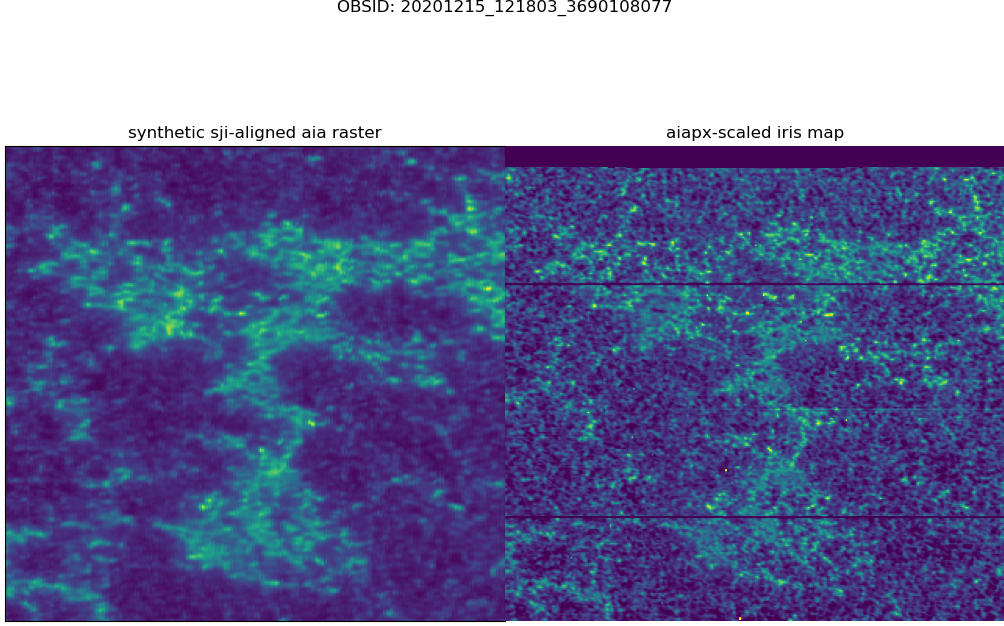 OBSID: 20201215_121803_3690108077
synthetic sji-aligned aia raster
aiapx-scaled iris map